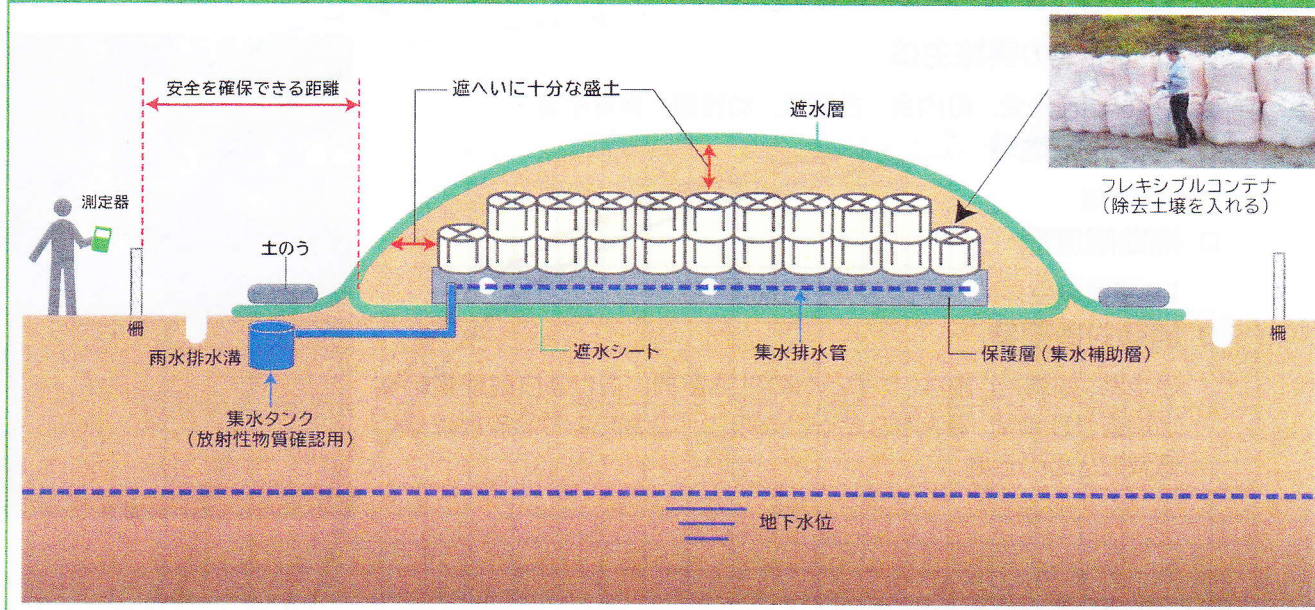 安全を確保できる距離
遮へいに十分な盛土
遮水層
フレキシブルコンテナ
（除去土壌を入れる）
測定器
土のう
柵
柵
雨水排水溝
遮水シート
集水排水管
保護層（集水補助層）
集水タンク
（放射性物質確認用）
地下水位